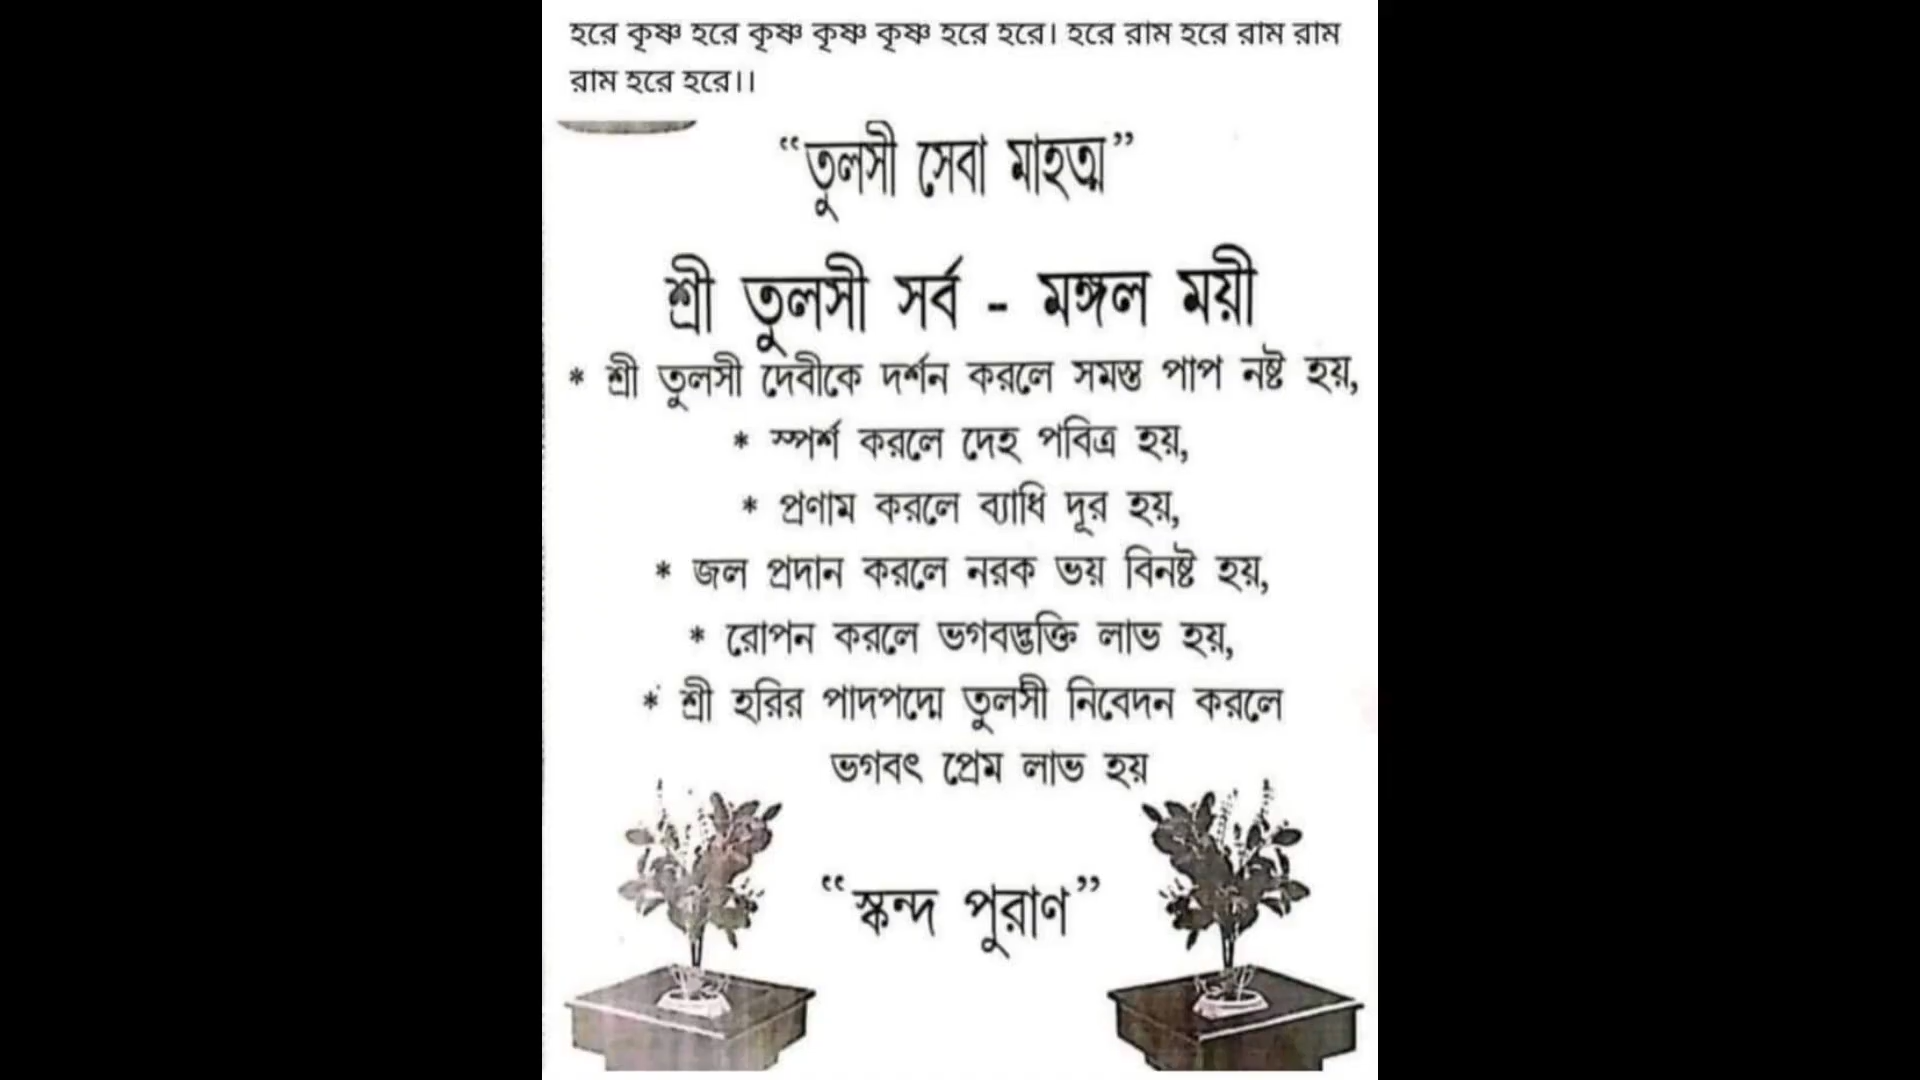 হরে কৃষ্ণ হরে কৃষ্ণ কৃষ্ণ কৃষ্ণ হরে হরে। হরে রাম হরে রাম রাম
রাম হরে হরে।।
“তুলসী সেবা মাহত্ম”
শ্রী তুলসী সর্ব - মঙ্গল ময়ী
* শ্রী তুলসী দেবীকে দর্শন করলে সমস্ত পাপ নষ্ট হয়,
* স্পর্শ করলে দেহ পবিত্র হয়,
* প্রণাম করলে ব্যাধি দূর হয়,
* জল প্রদান করলে নরক ভয় বিনষ্ট হয়,
* রোপন করলে ভগবদ্ভক্তি লাভ হয়,
* শ্রী হরির পাদপদ্মে তুলসী নিবেদন করলে
ভগবৎ প্রেম লাভ হয়
“স্কন্দ পুরাণ”